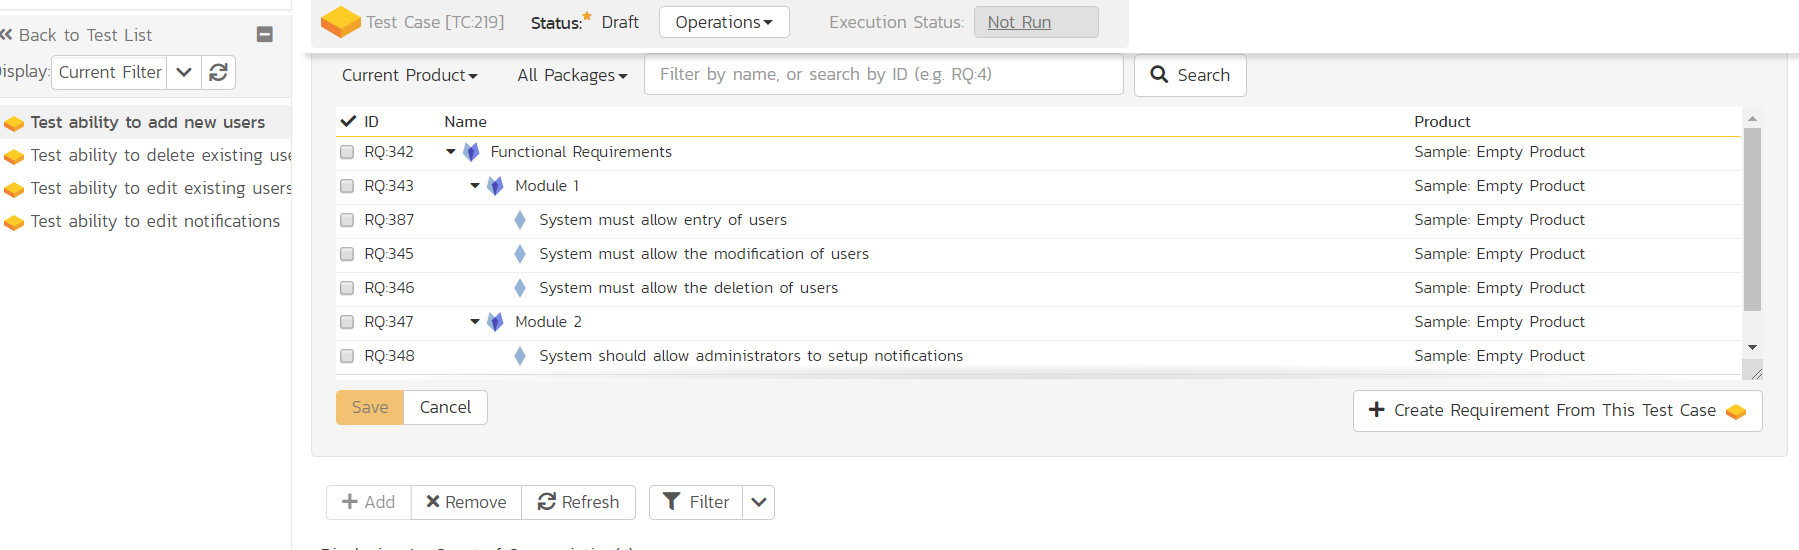 Test Case [TC:219] Status: Draft Operations Execution Status: Not Run
Back to Test List
Display: Current Filter
Test ability to add new users
Test ability to delete existing use
Test ability to edit existing users
Test ability to edit notifications
Current Product All Packages Filter by name, or search by ID (e.g. RQ:4) Search
ID Name Product
RQ:342 Functional Requirements Sample: Empty Product
RQ:343 Module 1 Sample: Empty Product
RQ:387 System must allow entry of users Sample: Empty Product
RQ:345 System must allow the modification of users Sample: Empty Product
RQ:346 System must allow the deletion of users Sample: Empty Product
RQ:347 Module 2 Sample: Empty Product
RQ:348 System should allow administrators to setup notifications Sample: Empty Product
Save Cancel Create Requirement From This Test Case
Add Remove Refresh Filter